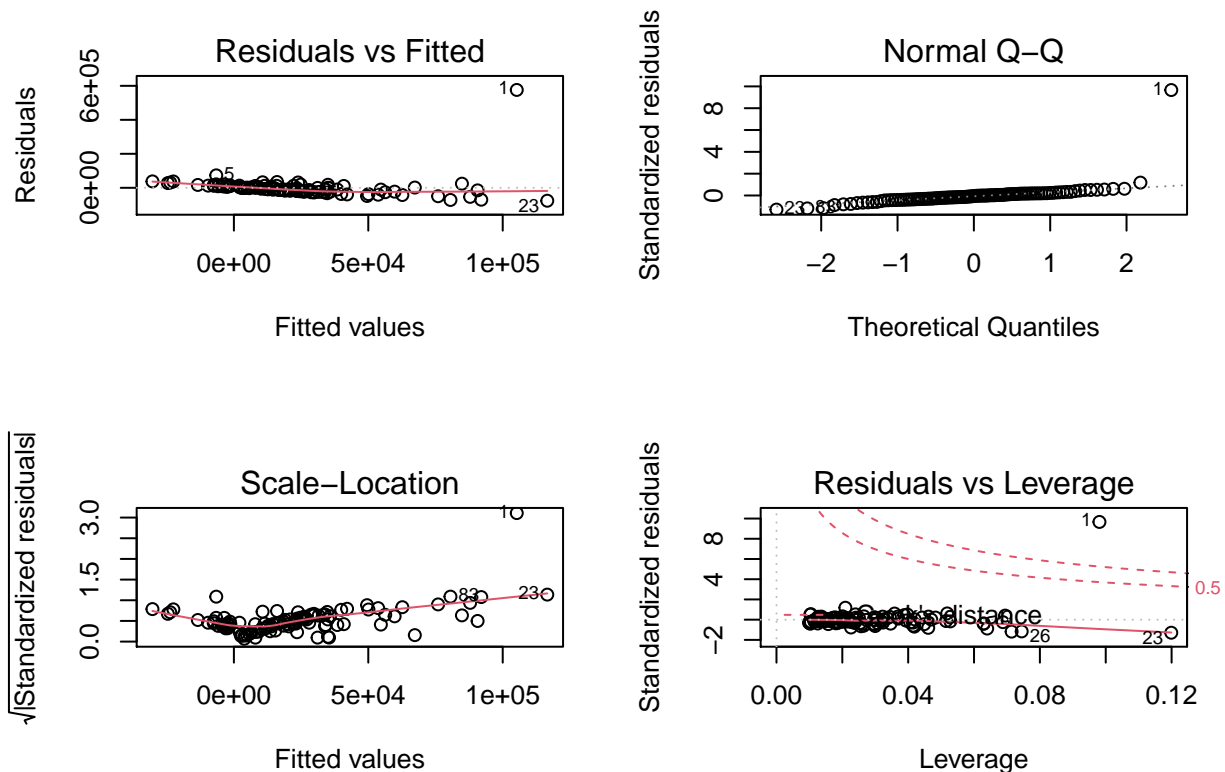 Residuals vs Fitted
Residuals
0e+00
6e+05
1
5
23
0e+00
5e+04
1e+05
Fitted values
Normal Q−Q
Standardized residuals
0
4
8
1
23
−2
−1
0
1
2
Theoretical Quantiles
Scale−Location
√|Standardized residuals|
0.0
1.5
3.0
1
83
23
0e+00
5e+04
1e+05
Fitted values
Residuals vs Leverage
Standardized residuals
−2
4
8
1
0.5
distance
26
23
0.00
0.04
0.08
0.12
Leverage